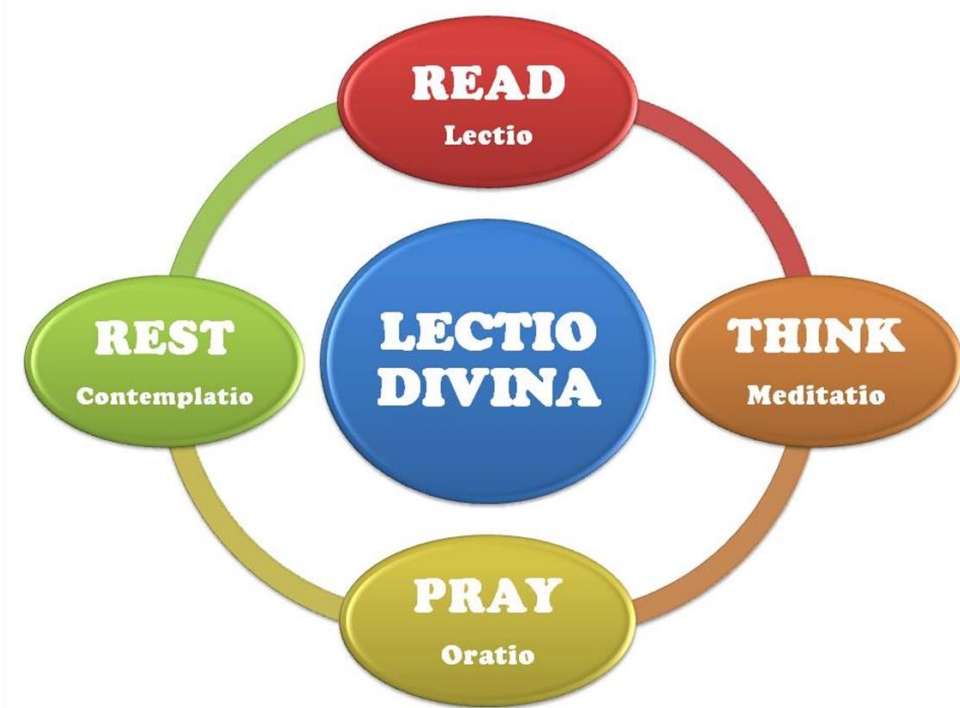 READ
Lectio
REST
Contemplatio
LECTIO
DIVINA
THINK
Meditatio
PRAY
Oratio